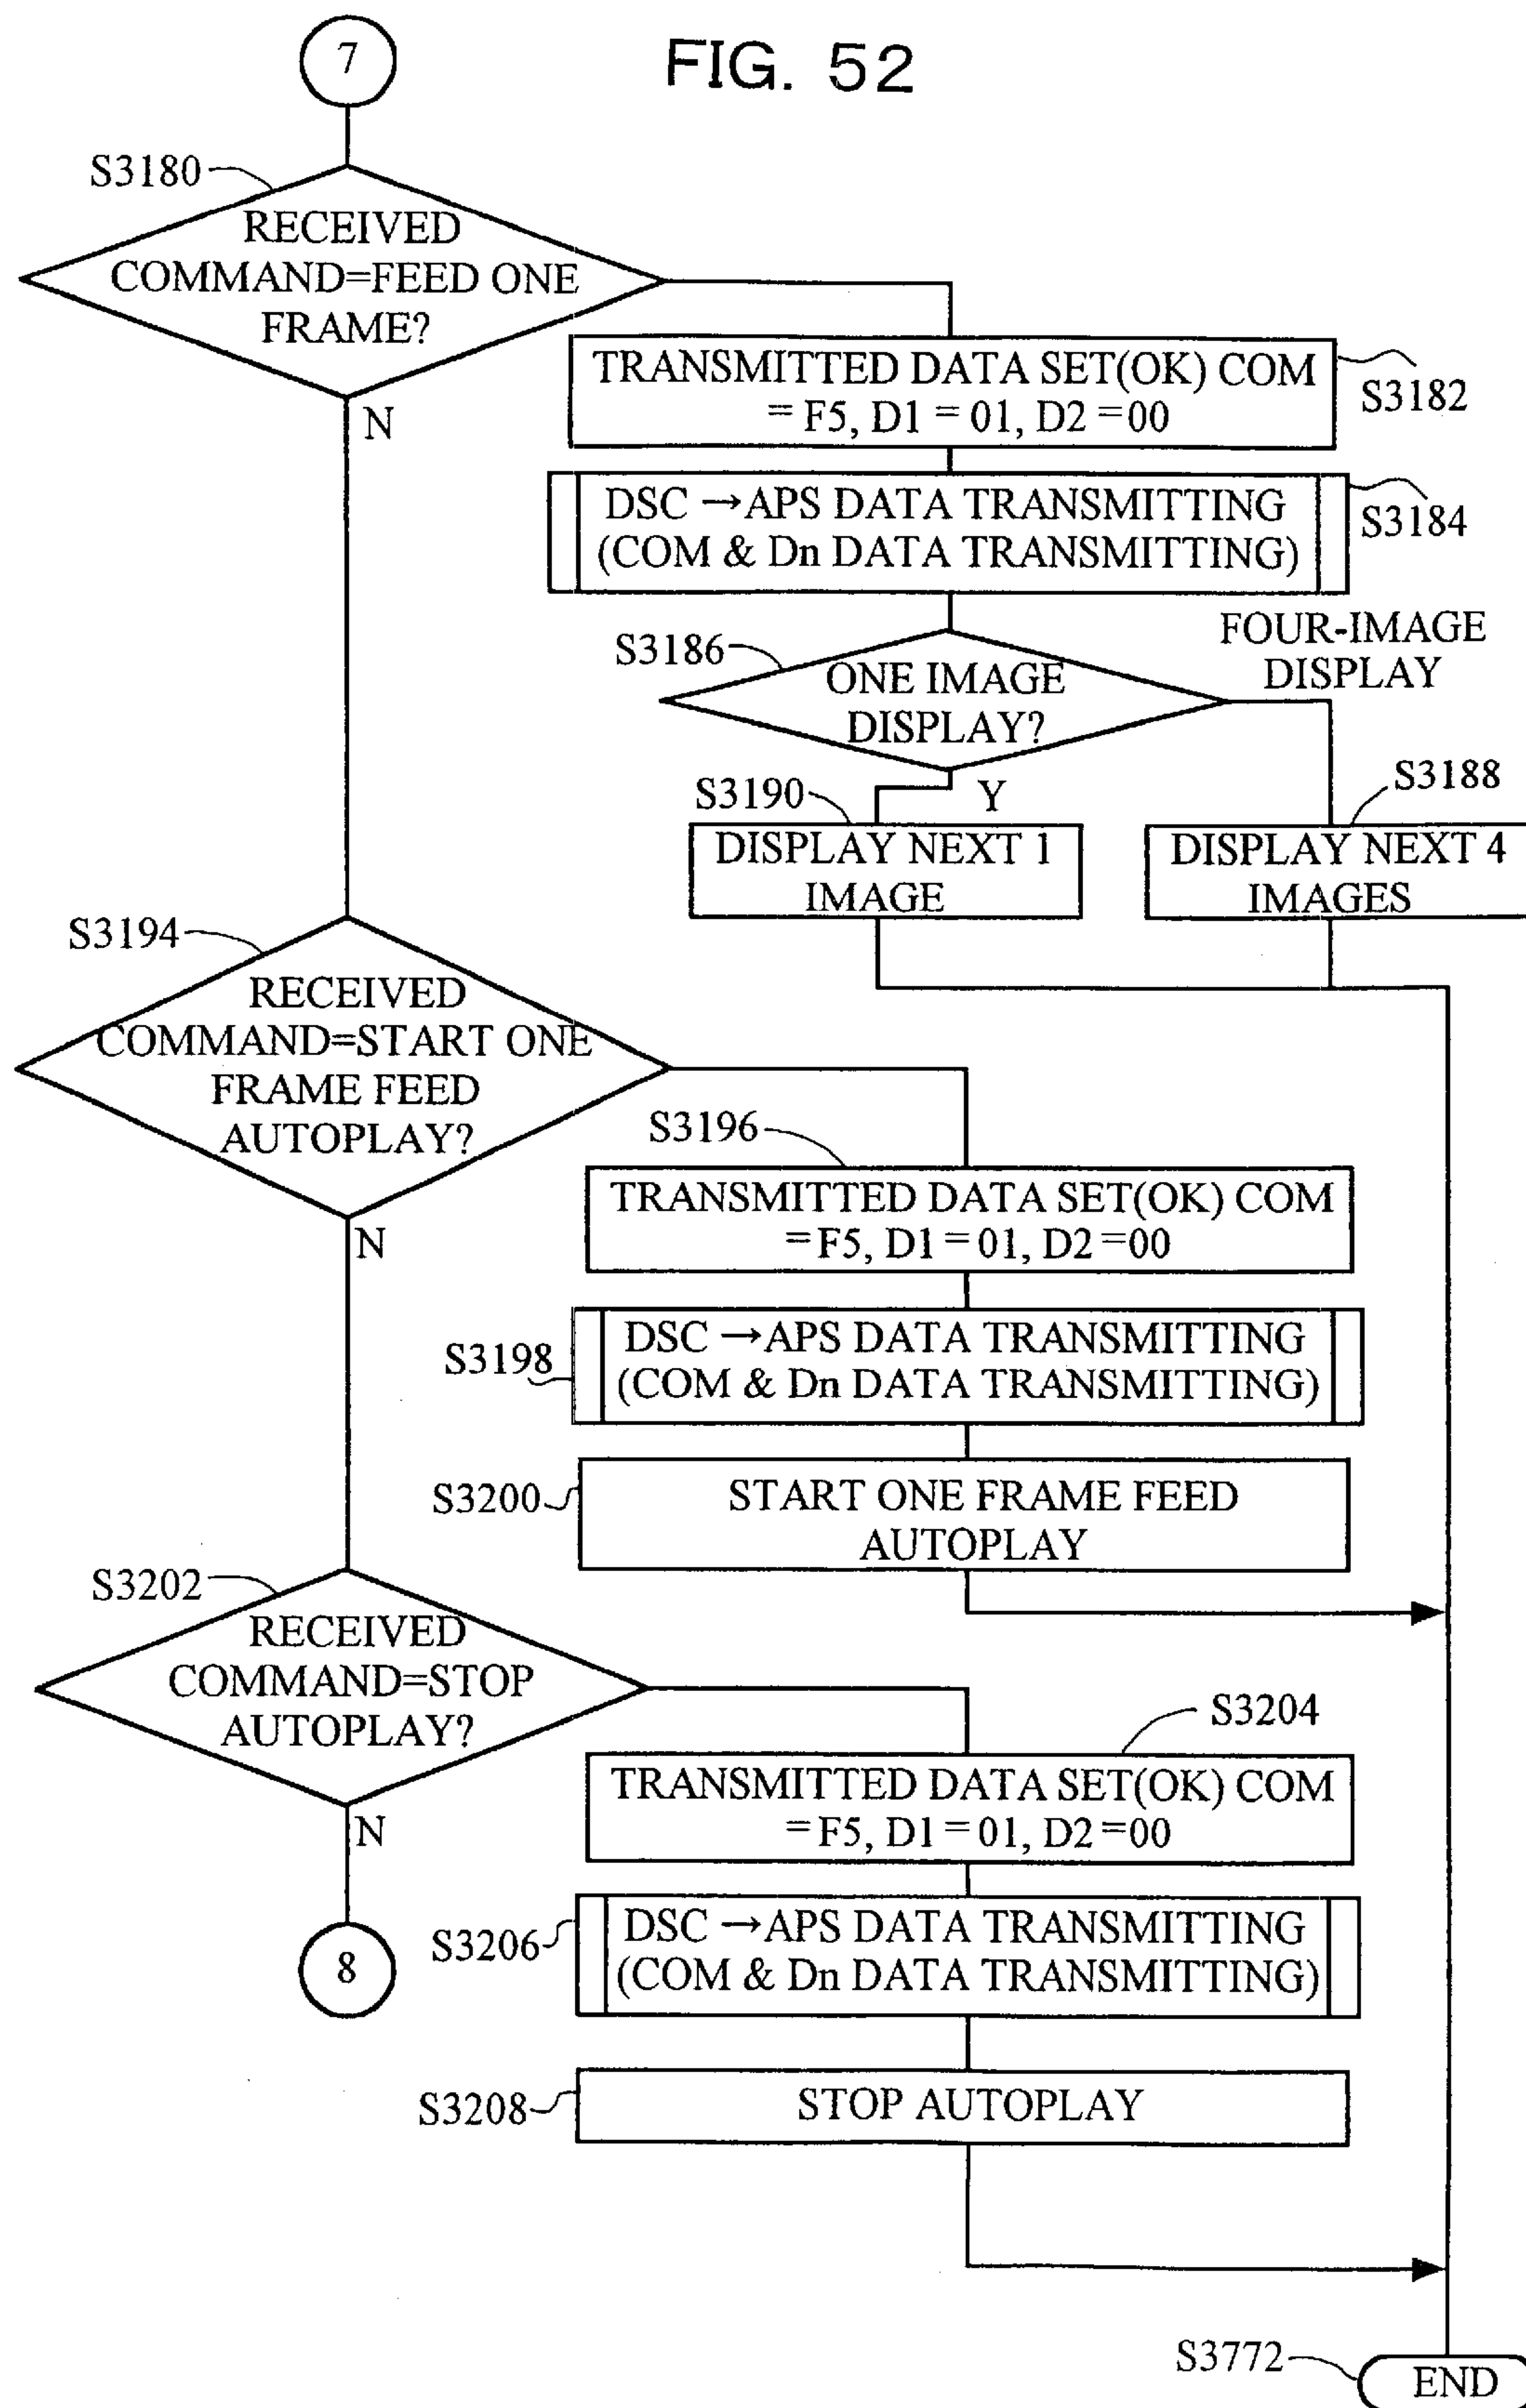 7
FIG. 52
S3180
RECEIVED
COMMAND=FEED ONE
FRAME?
N
TRANSMITTED DATA SET(OK) COM
= F5, D1 = 01, D2 =00
S3182
DSC →APS DATA TRANSMITTING
(COM & Dn DATA TRANSMITTING)
S3184
S3186
ONE IMAGE
DISPLAY?
FOUR-IMAGE
DISPLAY
Y
S3190
DISPLAY NEXT 1
IMAGE
S3188
DISPLAY NEXT 4
IMAGES
S3194
RECEIVED
COMMAND=START ONE
FRAME FEED
AUTOPLAY?
N
S3196
TRANSMITTED DATA SET(OK) COM
=F5, D1 =01, D2 =00
S3198
DSC →APS DATA TRANSMITTING
(COM & Dn DATA TRANSMITTING)
S3200
START ONE FRAME FEED
AUTOPLAY
S3202
RECEIVED
COMMAND=STOP
AUTOPLAY?
N
8
S3204
TRANSMITTED DATA SET(OK) COM
=F5, D1 =01, D2 =00
S3206
DSC →APS DATA TRANSMITTING
(COM & Dn DATA TRANSMITTING)
S3208
STOP AUTOPLAY
S3772
END